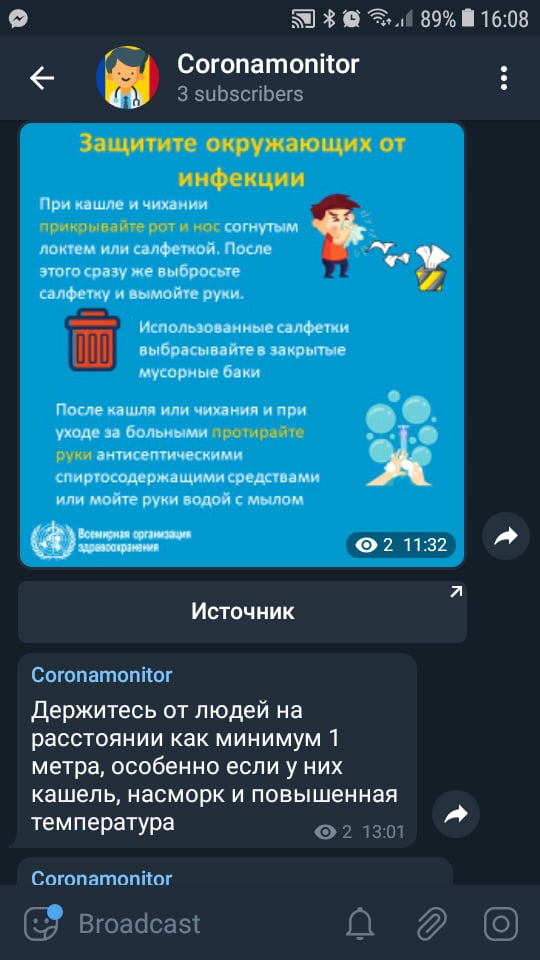 89% 16:08
Coronamonitor
3 subscribers
Защитите окружающих от
инфекции
При кашле и чихании
прикрывайте рот и нос согнутым
локтем или салфеткой. После
этого сразу же выбросьте
салфетку и вымойте руки.
Использованные салфетки
выбрасывайте в закрытые
мусорные баки
После кашля или чихания и при
уходе за больными протирайте
руки антисептическими
спиртосодержащими средствами
или мойте руки водой с мылом
Всемирная организация
здравоохранения
2 11:32
Источник
Coronamonitor
Держитесь от людей на
расстоянии как минимум 1
метра, особенно если у них
кашель, насморк и повышенная
температура
2 13:01
Coronamonitor
Broadcast